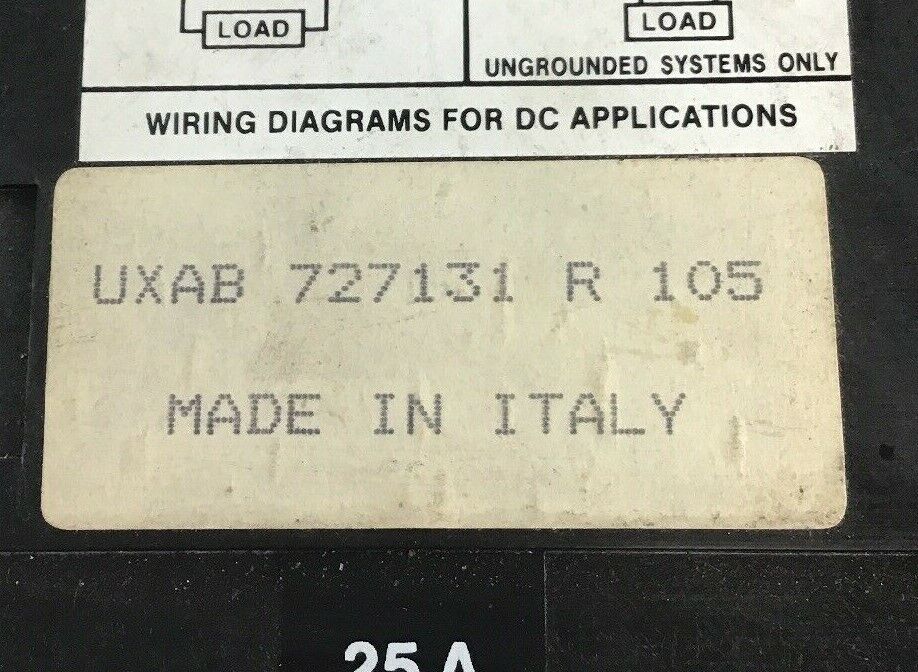 LOAD
LOAD
UNGROUNDED SYSTEMS ONLY
WIRING DIAGRAMS FOR DC APPLICATIONS
UXAB 727131 R 105
MADE IN ITALY
25 A